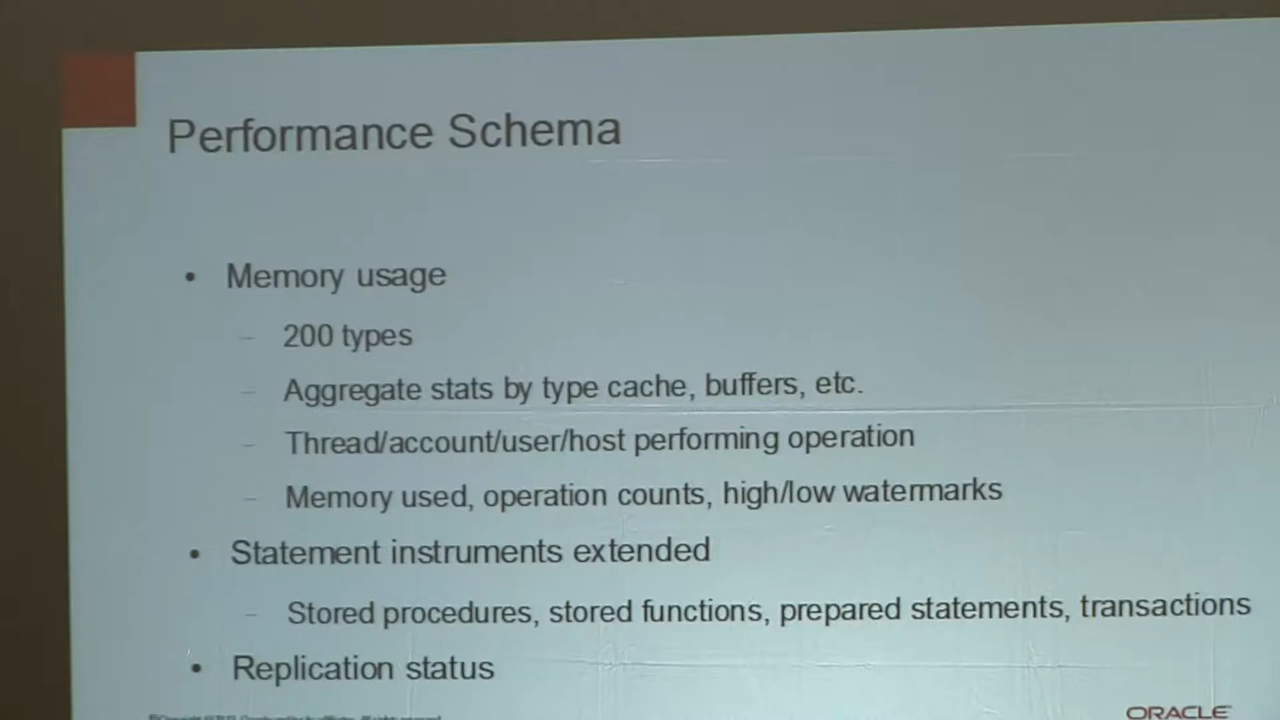 Performance Schema
• Memory usage
– 200 types
– Aggregate stats by type cache, buffers, etc.
– Thread/account/user/host performing operation
– Memory used, operation counts, high/low watermarks
• Statement instruments extended
– Stored procedures, stored functions, prepared statements, transactions
• Replication status
ORACLE